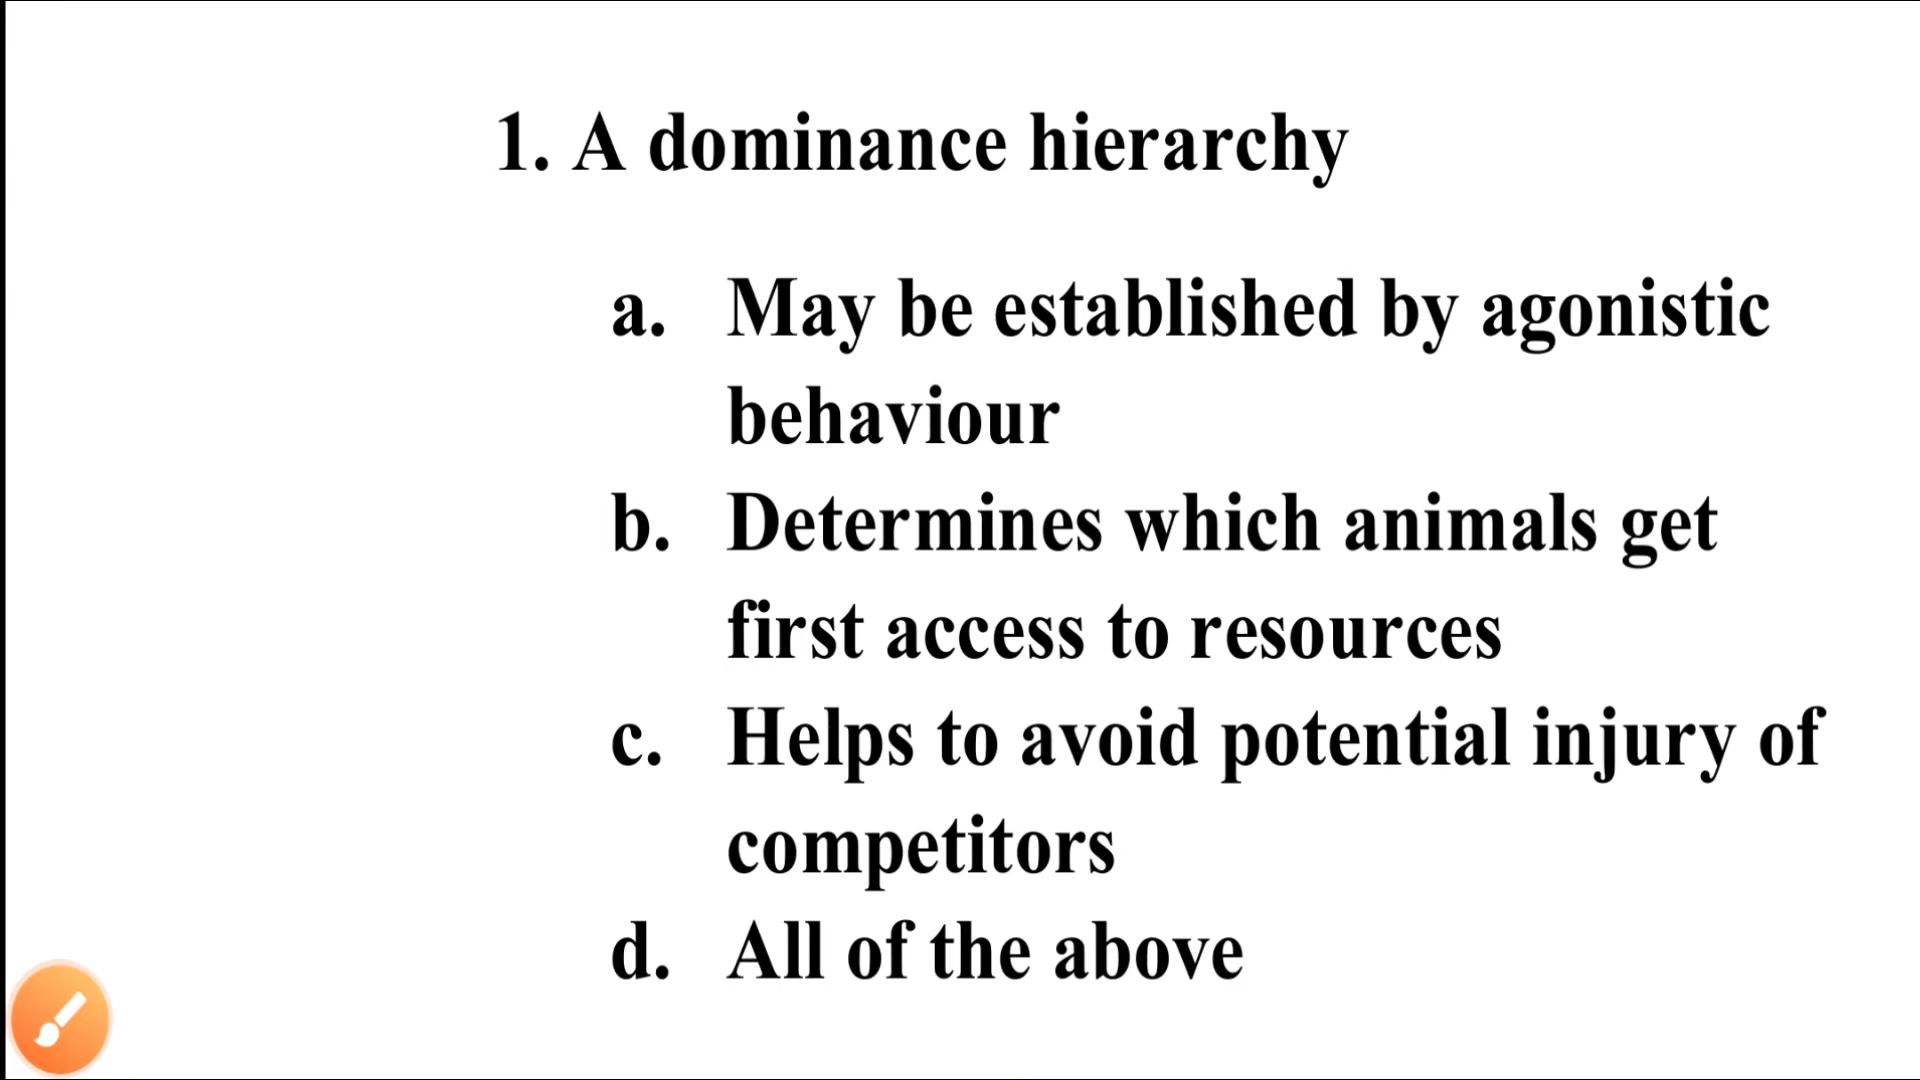 1. A dominance hierarchy
a. May be established by agonistic
behaviour
b. Determines which animals get
first access to resources
c. Helps to avoid potential injury of
competitors
d. All of the above